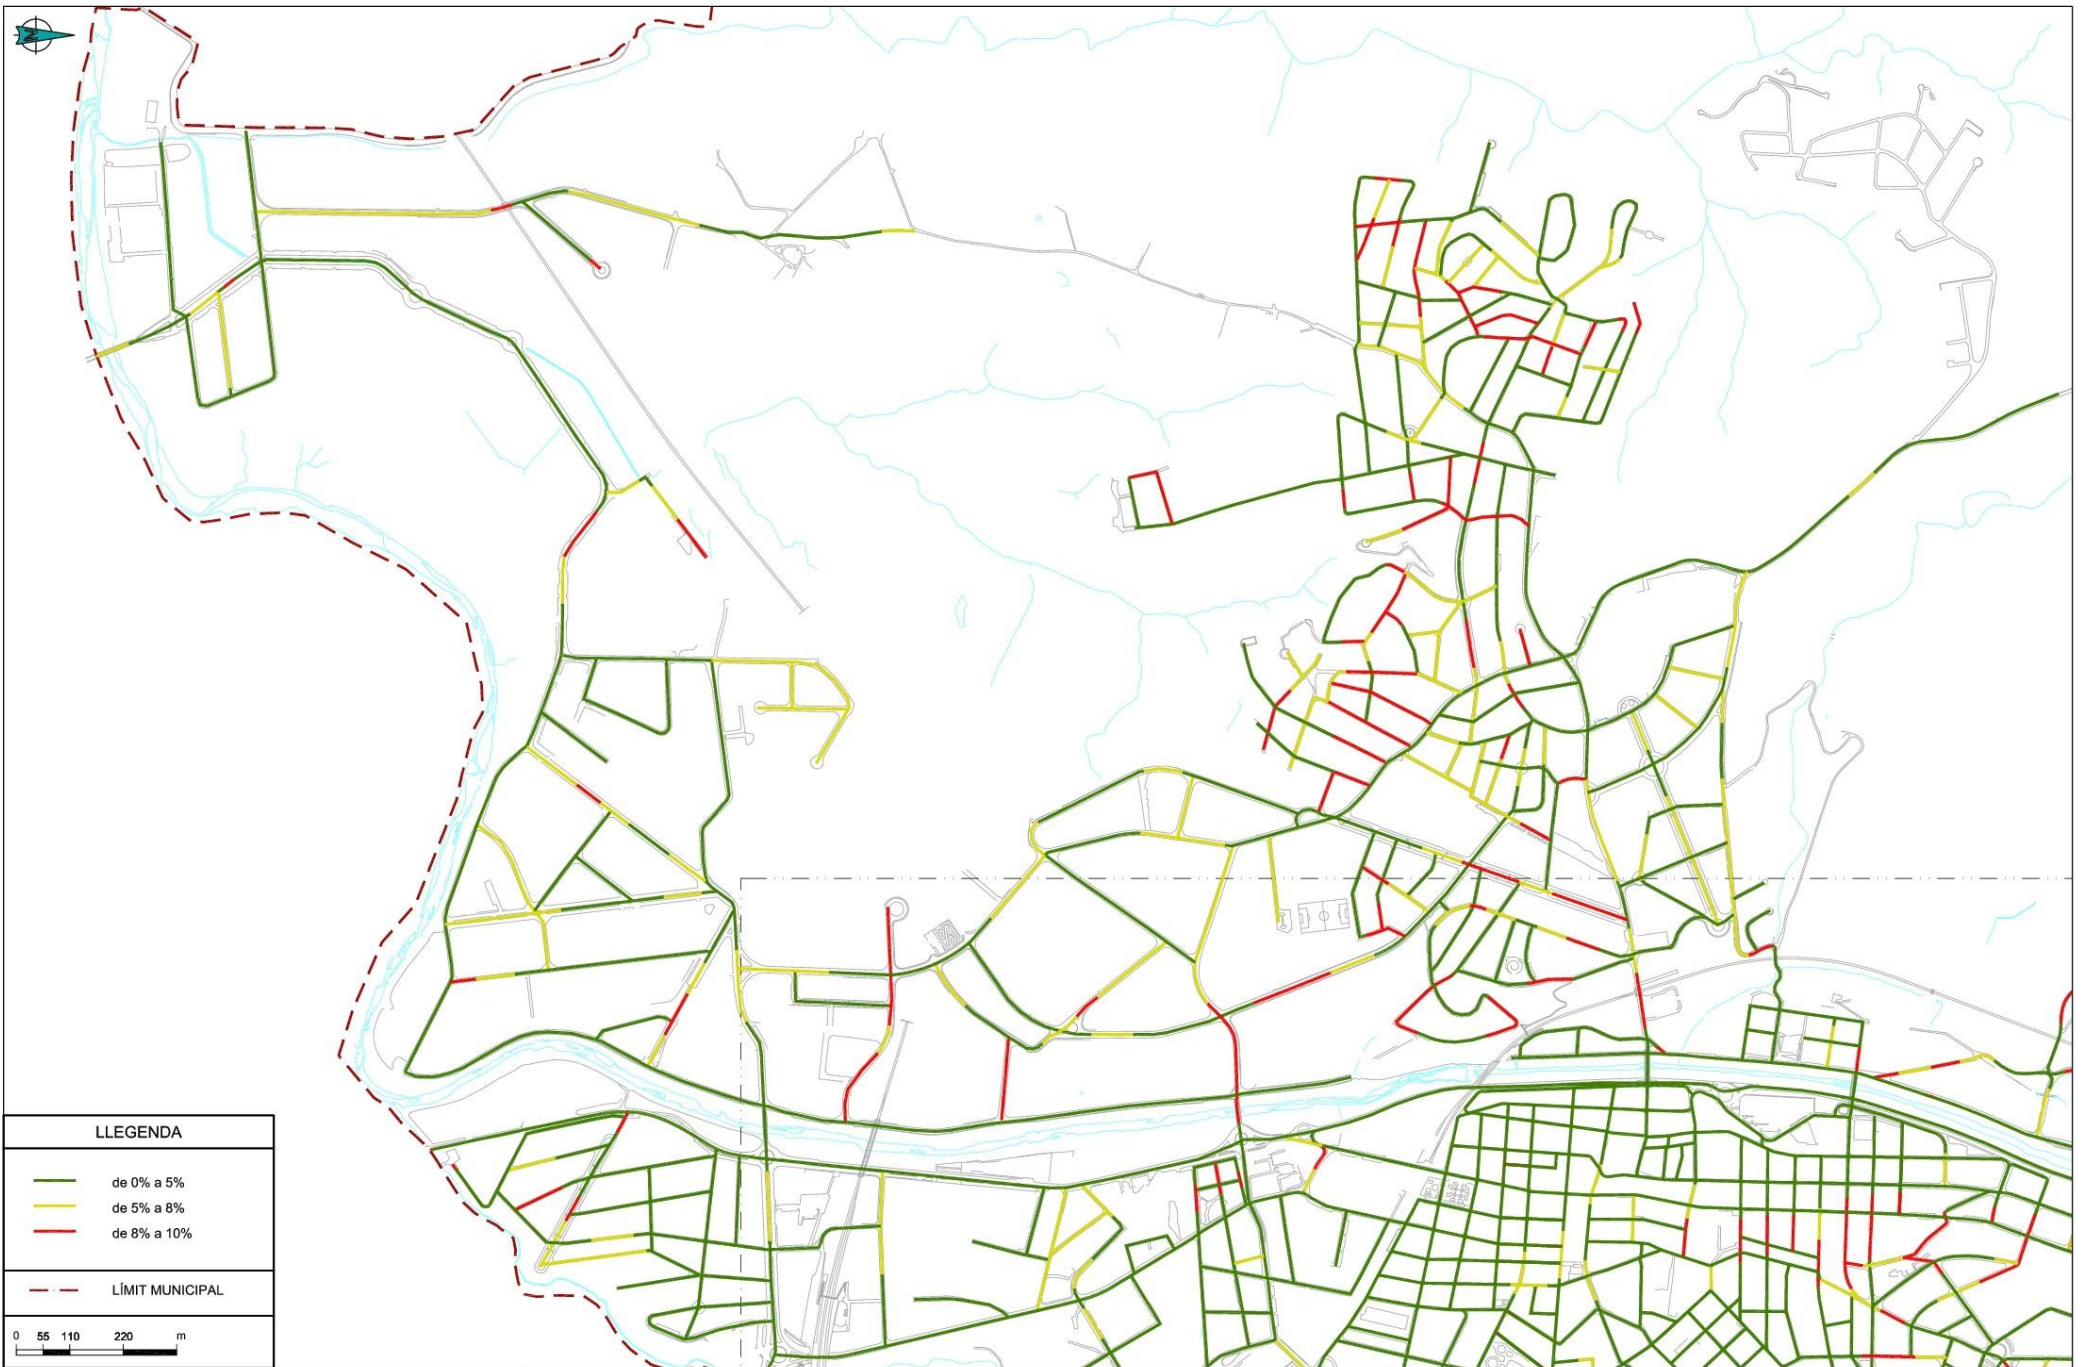 N
LLEGENDA
de 0% a 5%
de 5% a 8%
de 8% a 10%
LÍMIT MUNICIPAL
0 55 110 220 m